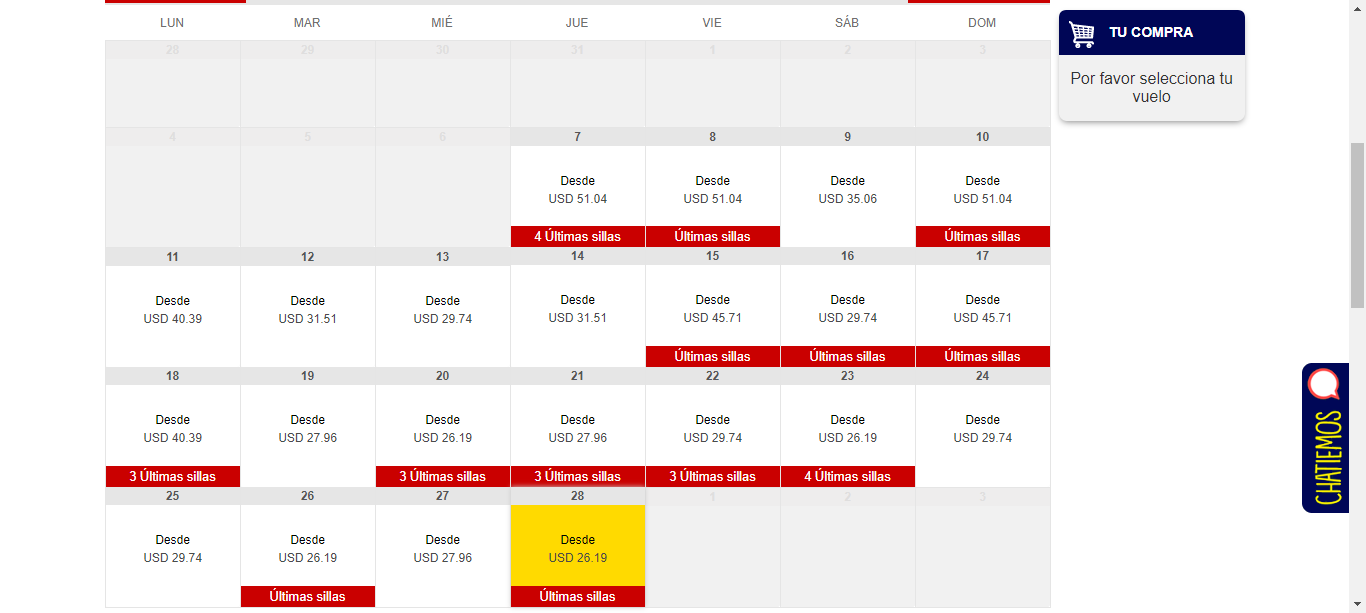 LUN MAR MIÉ JUE VIE SÁB DOM
TU COMPRA
Por favor selecciona tu
vuelo
28 29 30 31 1 2 3
4 5 6 7 8 9 10
Desde Desde Desde Desde
USD 51.04 USD 51.04 USD 35.06 USD 51.04
4 Últimas sillas Últimas sillas Últimas sillas
11 12 13 14 15 16 17
Desde Desde Desde Desde Desde Desde Desde
USD 40.39 USD 31.51 USD 29.74 USD 31.51 USD 45.71 USD 29.74 USD 45.71
Últimas sillas Últimas sillas Últimas sillas
18 19 20 21 22 23 24
Desde Desde Desde Desde Desde Desde Desde
USD 40.39 USD 27.96 USD 26.19 USD 27.96 USD 29.74 USD 26.19 USD 29.74
3 Últimas sillas 3 Últimas sillas 3 Últimas sillas 3 Últimas sillas 4 Últimas sillas
25 26 27 28 1 2 3
Desde Desde Desde Desde
USD 29.74 USD 26.19 USD 27.96 USD 26.19
Últimas sillas Últimas sillas
CHATIEMOS